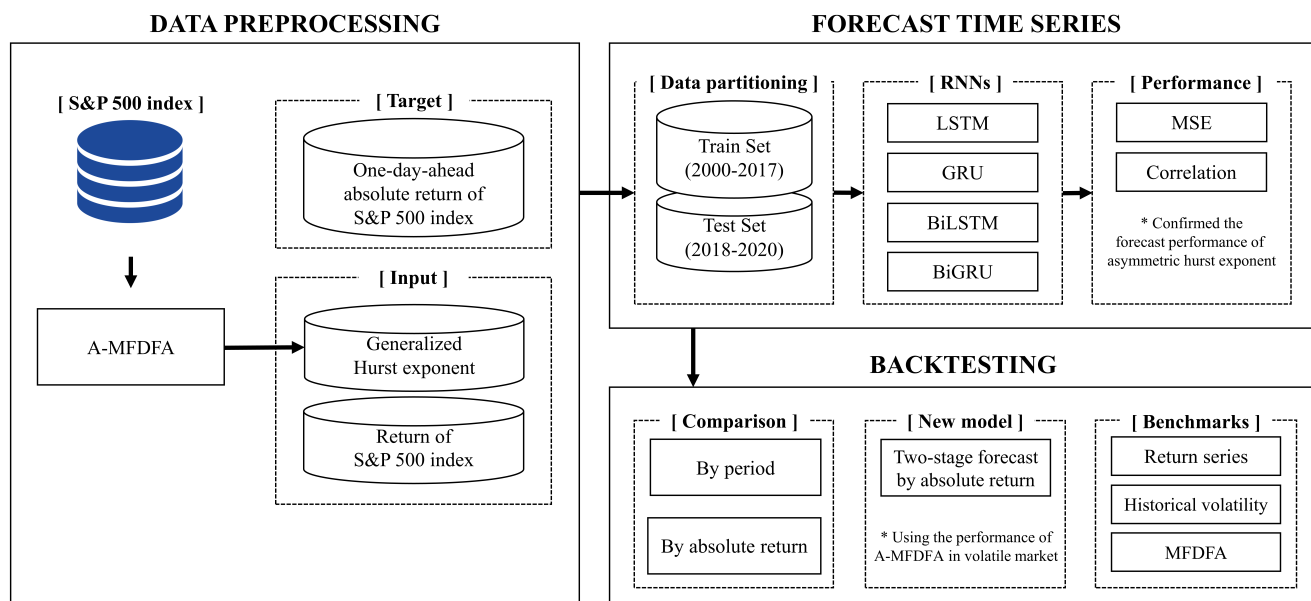 DATA PREPROCESSING
[ S&P 500 index ]
[ Target ]
One-day-ahead
absolute return of
S&P 500 index
A-MFDFA
[ Input ]
Generalized
Hurst exponent
Return of
S&P 500 index
FORECAST TIME SERIES
[ Data partitioning ]
Train Set
(2000-2017)
Test Set
(2018-2020)
[ RNNs ]
LSTM
GRU
BiLSTM
BiGRU
[ Performance ]
MSE
Correlation
* Confirmed the
forecast performance of
asymmetric hurst exponent
BACKTESTING
[ Comparison ]
By period
By absolute return
[ New model ]
Two-stage forecast
by absolute return
* Using the performance of
A-MFDFA in volatile market
[ Benchmarks ]
Return series
Historical volatility
MFDFA